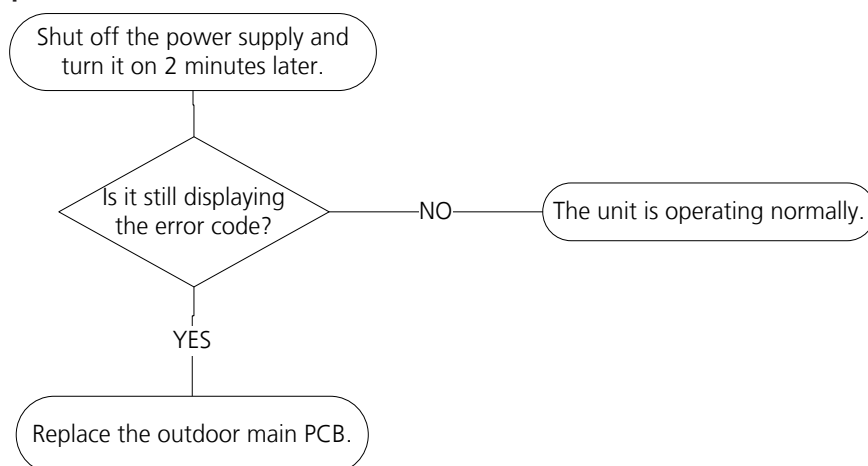 Shut off the power supply and
turn it on 2 minutes later.
Is it still displaying
the error code?
NO
The unit is operating normally.
YES
Replace the outdoor main PCB.